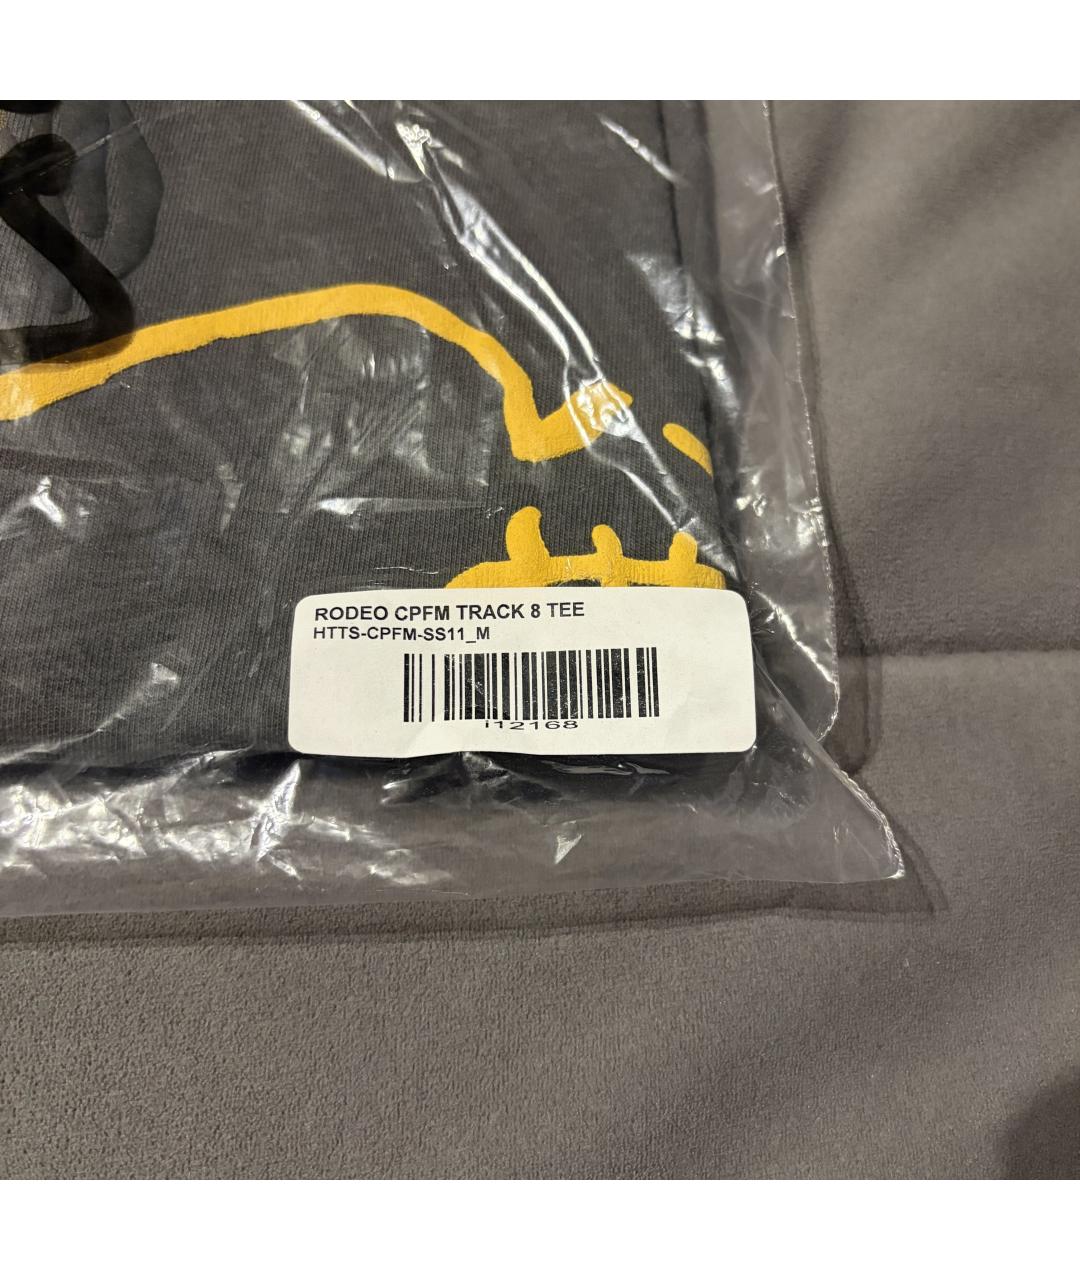 RODEO CPFM TRACK 8 TEE
HTTS-CPFM-SS11_M
i12168